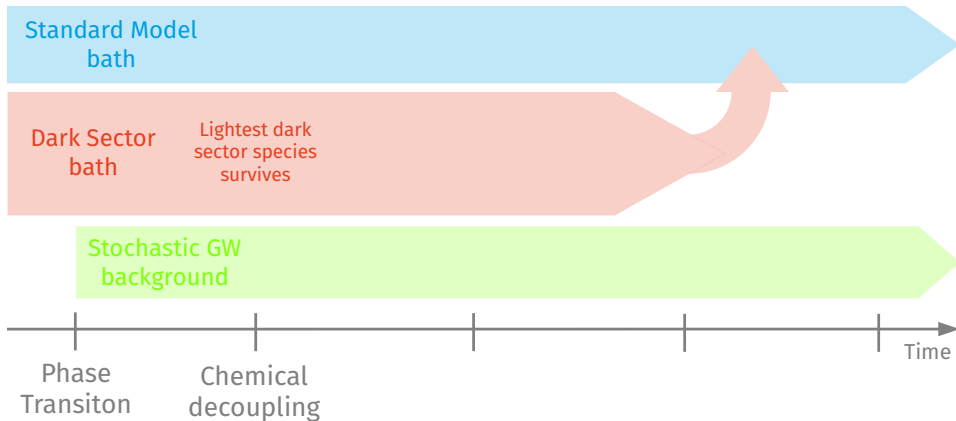 Standard Model
bath
Dark Sector
bath
Lightest dark
sector species
survives
Stochastic GW
background
Time
Phase
Transiton
Chemical
decoupling